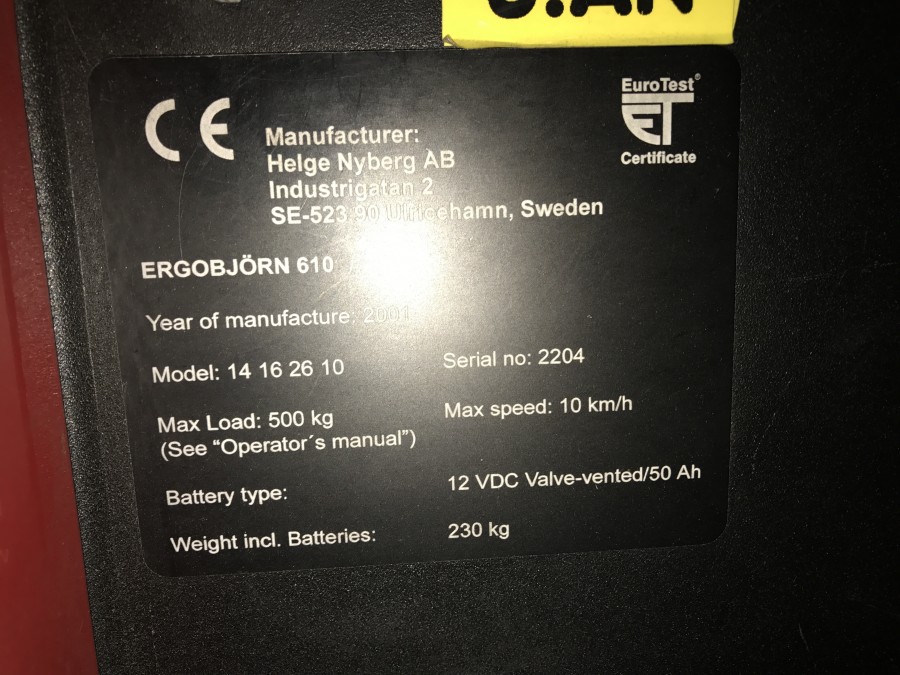 CE
Manufacturer:
Helge Nyberg AB
Industrigatan 2
SE-523 90 Ulricehamn, Sweden
EuroTest®
ET
Certificate
ERGOBJÖRN 610
Year of manufacture: 2001
Model: 14 16 26 10
Serial no: 2204
Max Load: 500 kg
(See “Operator´s manual”)
Max speed: 10 km/h
Battery type:
12 VDC Valve-vented/50 Ah
Weight incl. Batteries:
230 kg